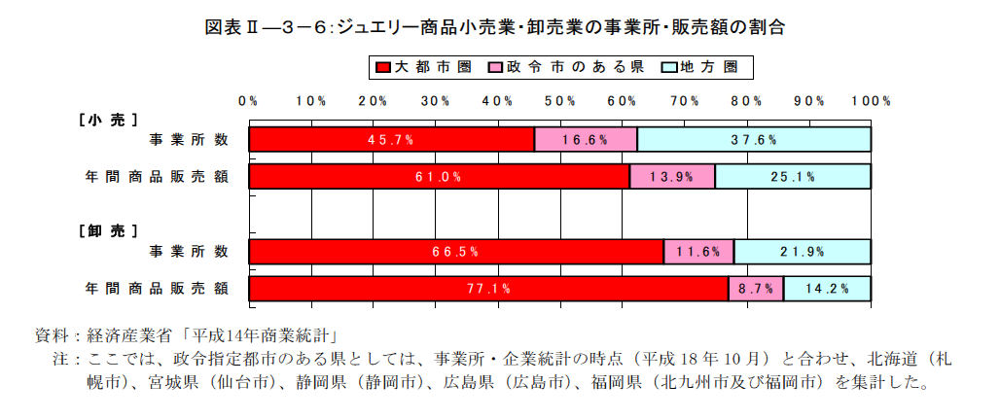 図表Ⅱ―3－6：ジュエリー商品小売業・卸売業の事業所・販売額の割合
大都市圏 政令市のある県 地方圏
0% 10% 20% 30% 40% 50% 60% 70% 80% 90% 100%
[小売]
事業所数 45.7% 16.6% 37.6%
年間商品販売額 61.0% 13.9% 25.1%
[卸売]
事業所数 66.5% 11.6% 21.9%
年間商品販売額 77.1% 8.7% 14.2%
資料：経済産業省「平成14年商業統計」
注：ここでは、政令指定都市のある県としては、事業所・企業統計の時点（平成 18 年 10 月）と合わせ、北海道（札
幌市）、宮城県（仙台市）、静岡県（静岡市）、広島県（広島市）、福岡県（北九州市及び福岡市）を集計した。